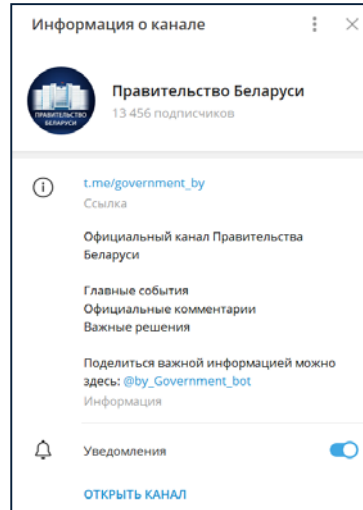 Информация о канале
ПРАВИТЕЛЬСТВО
БЕЛАРУСИ
Правительство Беларуси
13 456 подписчиков
t.me/government_by
Ссылка
Официальный канал Правительства
Беларуси
Главные события
Официальные комментарии
Важные решения
Поделиться важной информацией можно
здесь: @by_Government_bot
Информация
Уведомления
ОТКРЫТЬ КАНАЛ